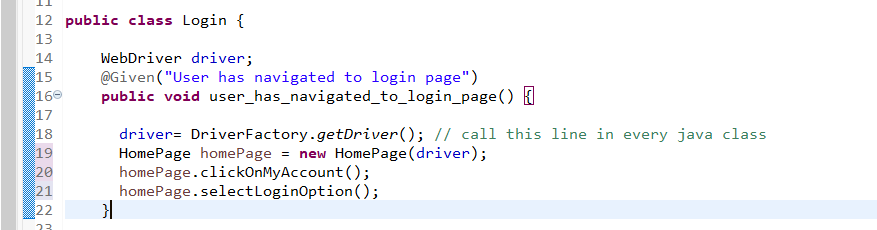 11
12 public class Login {
13
14 WebDriver driver;
15 @Given("User has navigated to login page")
16 public void user_has_navigated_to_login_page() {
17
18 driver= DriverFactory.getDriver(); // call this line in every java class
19 HomePage homePage = new HomePage(driver);
20 homePage.clickOnMyAccount();
21 homePage.selectLoginOption();
22 }
23